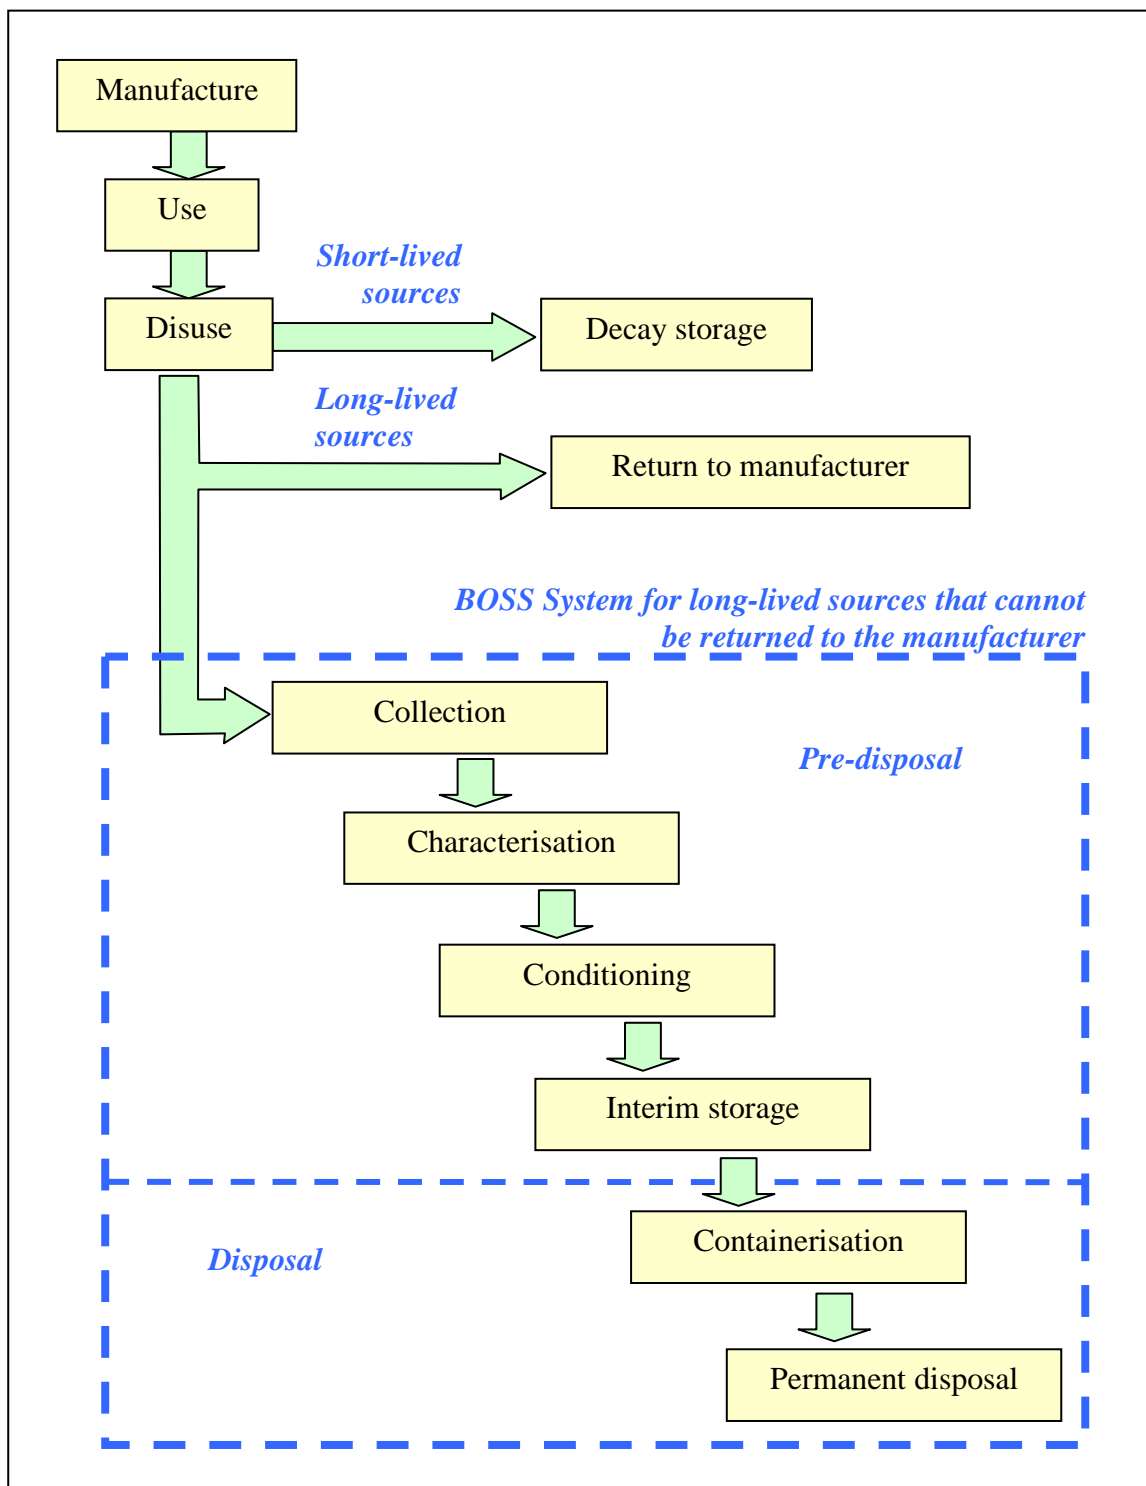 Manufacture
Use
Short-lived
sources
Disuse
Decay storage
Long-lived
sources
Return to manufacturer
BOSS System for long-lived sources that cannot
be returned to the manufacturer
Collection
Pre-disposal
Characterisation
Conditioning
Interim storage
Containerisation
Disposal
Permanent disposal